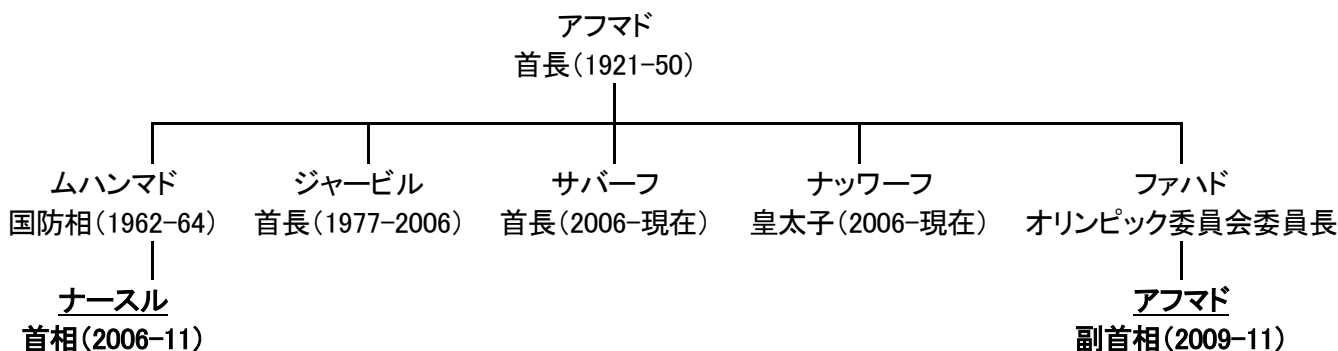 アフマド
首長(1921-50)
ムハンマド
国防相(1962-64)
ジャービル
首長(1977-2006)
サバーフ
首長(2006-現在)
ナッワーフ
皇太子(2006-現在)
ファハド
オリンピック委員会委員長
ナースル
首相(2006-11)
アフマド
副首相(2009-11)